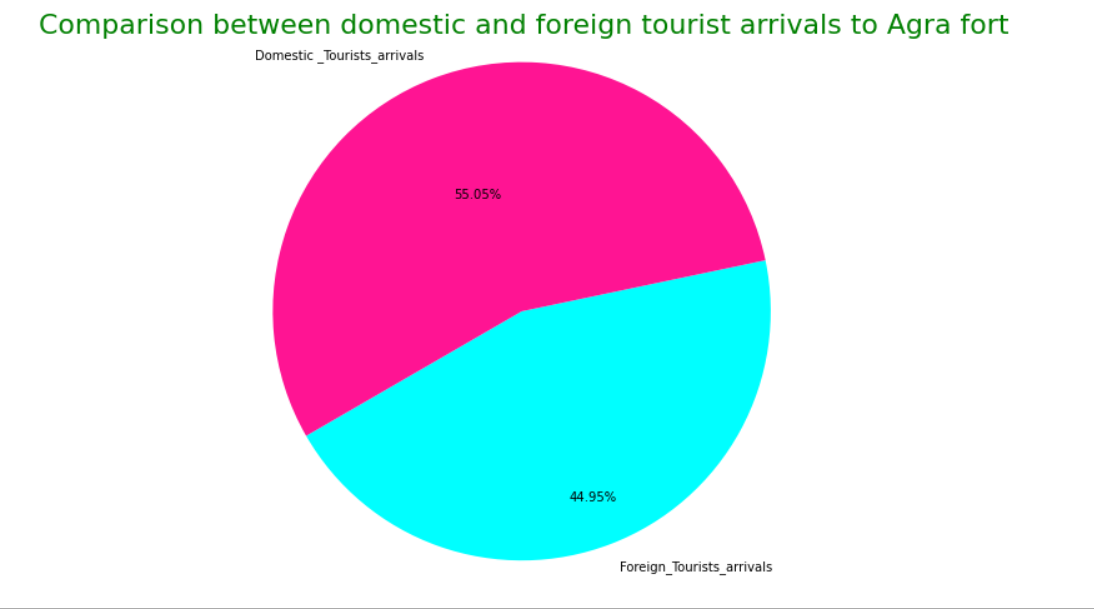 Comparison between domestic and foreign tourist arrivals to Agra fort
Domestic _Tourists_arrivals
55.05%
44.95%
Foreign_Tourists_arrivals